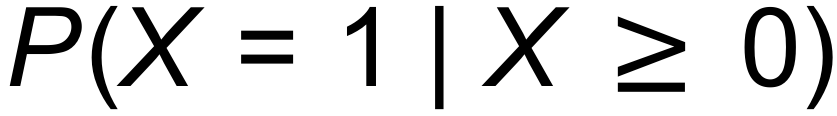 P(X = 1 | X ≥ 0)